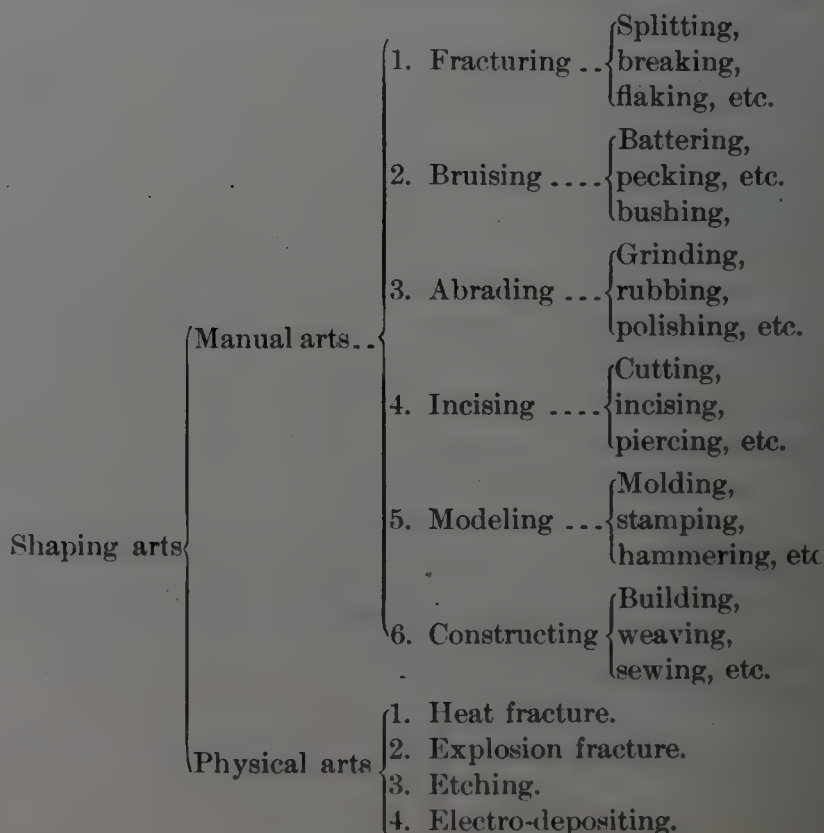 Splitting,
1. Fracturing .. breaking,
flaking, etc.
Battering,
2. Bruising .... pecking, etc.
bushing,
Grinding,
3. Abrading ... rubbing,
polishing, etc.
Manual arts..
Cutting,
4. Incising .... incising,
piercing, etc.
Molding,
5. Modeling ... stamping,
Shaping arts
hammering, etc
Building,
6. Constructing weaving,
sewing, etc.
1. Heat fracture.
2. Explosion fracture.
Physical arts
3. Etching.
4. Electro-depositing.